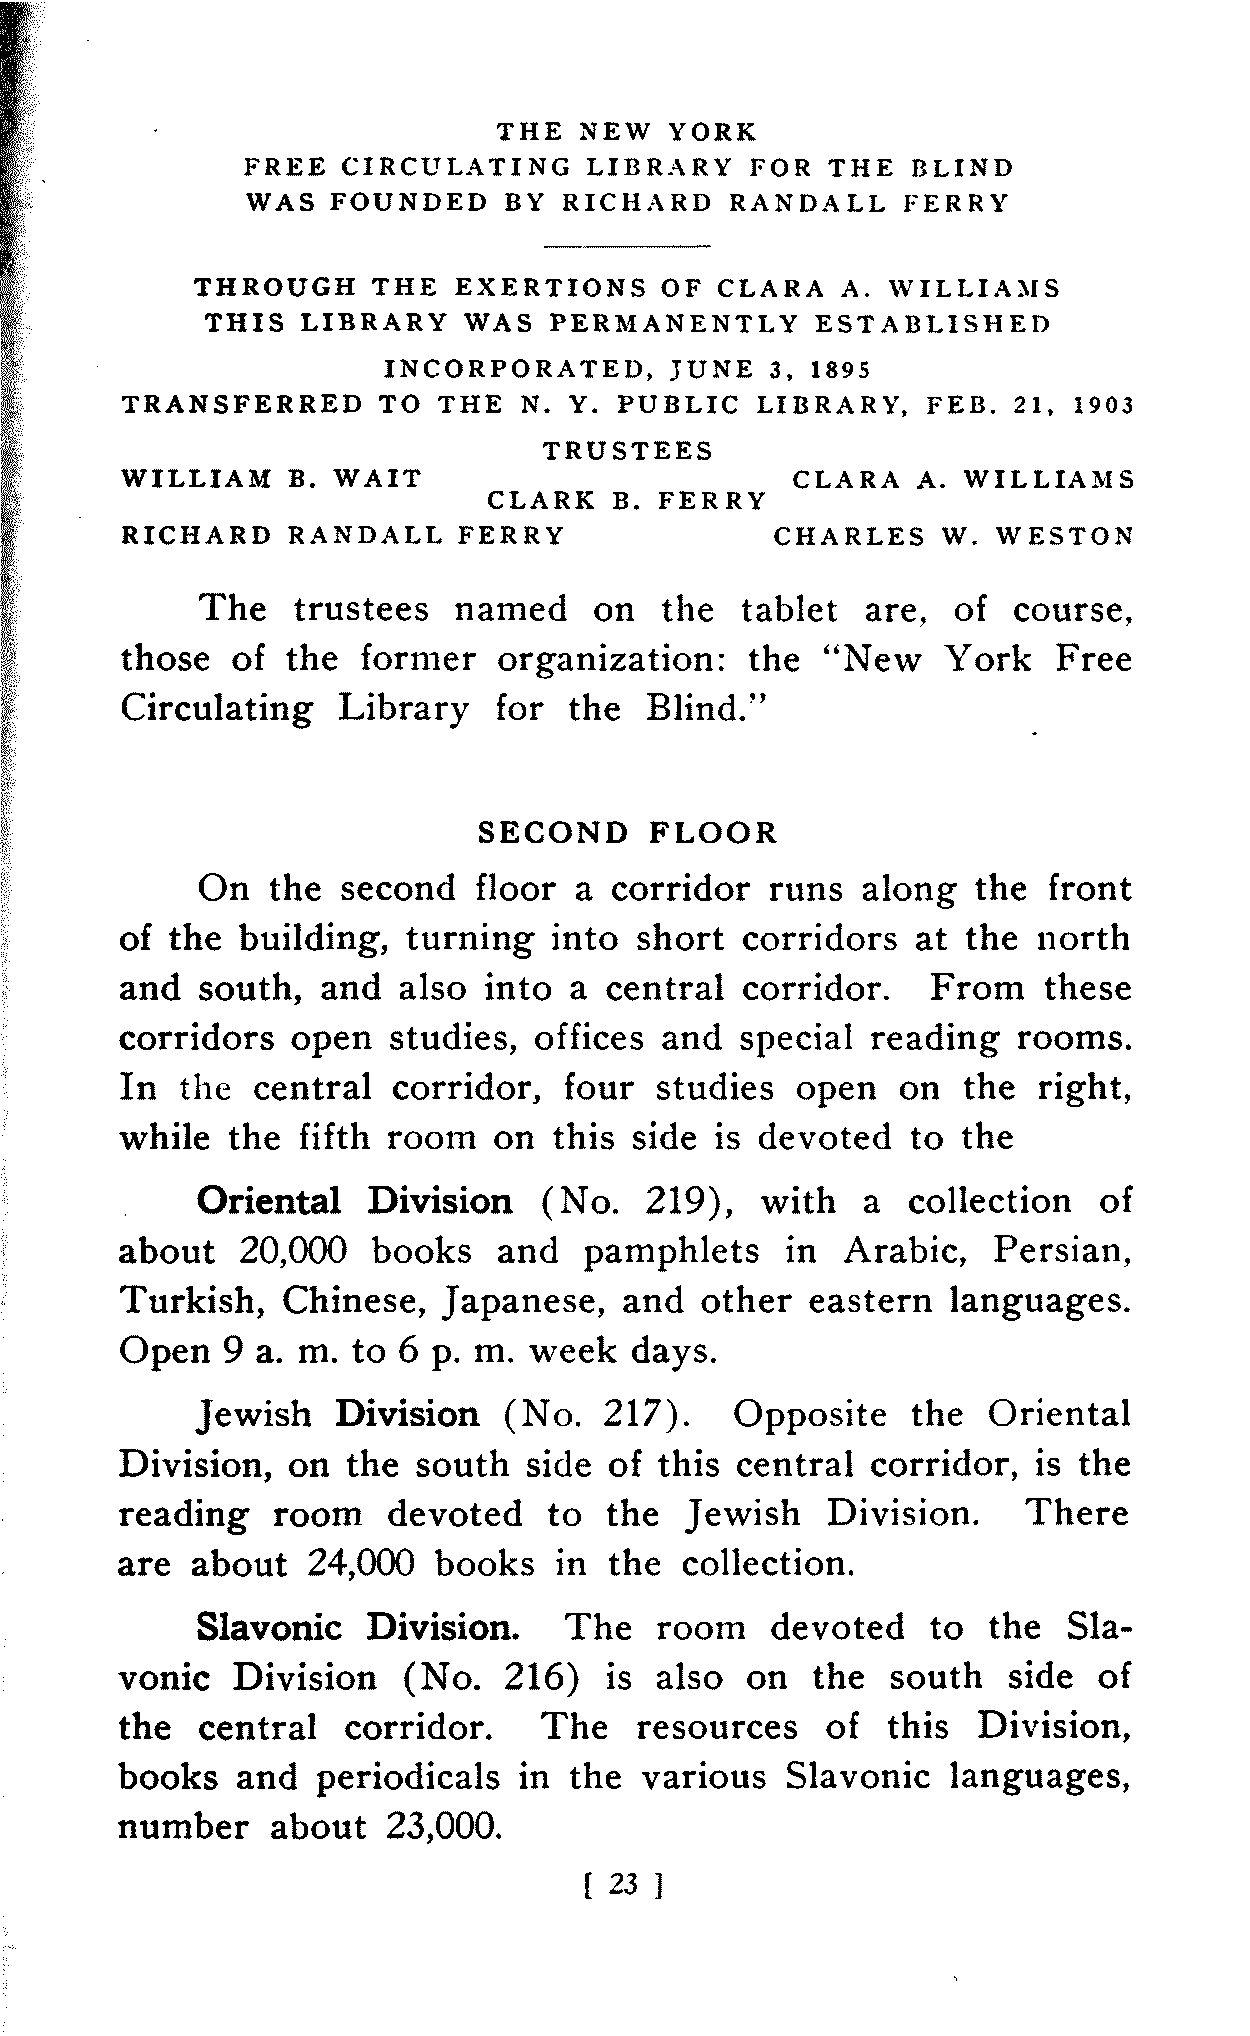 THE NEW YORK
FREE CIRCULATING LIBRARY FOR THE BLIND
WAS FOUNDED BY RICHARD RANDALL FERRY
THROUGH THE EXERTIONS OF CLARA A. WILLIAMS
THIS LIBRARY WAS PERMANENTLY ESTABLISHED
INCORPORATED, JUNE 3, 1895
TRANSFERRED TO THE N. Y. PUBLIC LIBRARY, FEB. 21, 1903
TRUSTEES
WILLIAM B. WAIT CLARA A. WILLIAMS
CLARK B. FERRY
RICHARD RANDALL FERRY CHARLES W. WESTON
The trustees named on the tablet are, of course,
those of the former organization: the "New York Free
Circulating Library for the Blind."
SECOND FLOOR
On the second floor a corridor runs along the front
of the building, turning into short corridors at the north
and south, and also into a central corridor. From these
corridors open studies, offices and special reading rooms.
In the central corridor, four studies open on the right,
while the fifth room on this side is devoted to the
Oriental Division (No. 219), with a collection of
about 20,000 books and pamphlets in Arabic, Persian,
Turkish, Chinese, Japanese, and other eastern languages.
Open 9 a. m. to 6 p. m. week days.
Jewish Division (No. 217). Opposite the Oriental
Division, on the south side of this central corridor, is the
reading room devoted to the Jewish Division. There
are about 24,000 books in the collection.
Slavonic Division. The room devoted to the Sla-
vonic Division (No. 216) is also on the south side of
the central corridor. The resources of this Division,
books and periodicals in the various Slavonic languages,
number about 23,000.
[ 23 ]